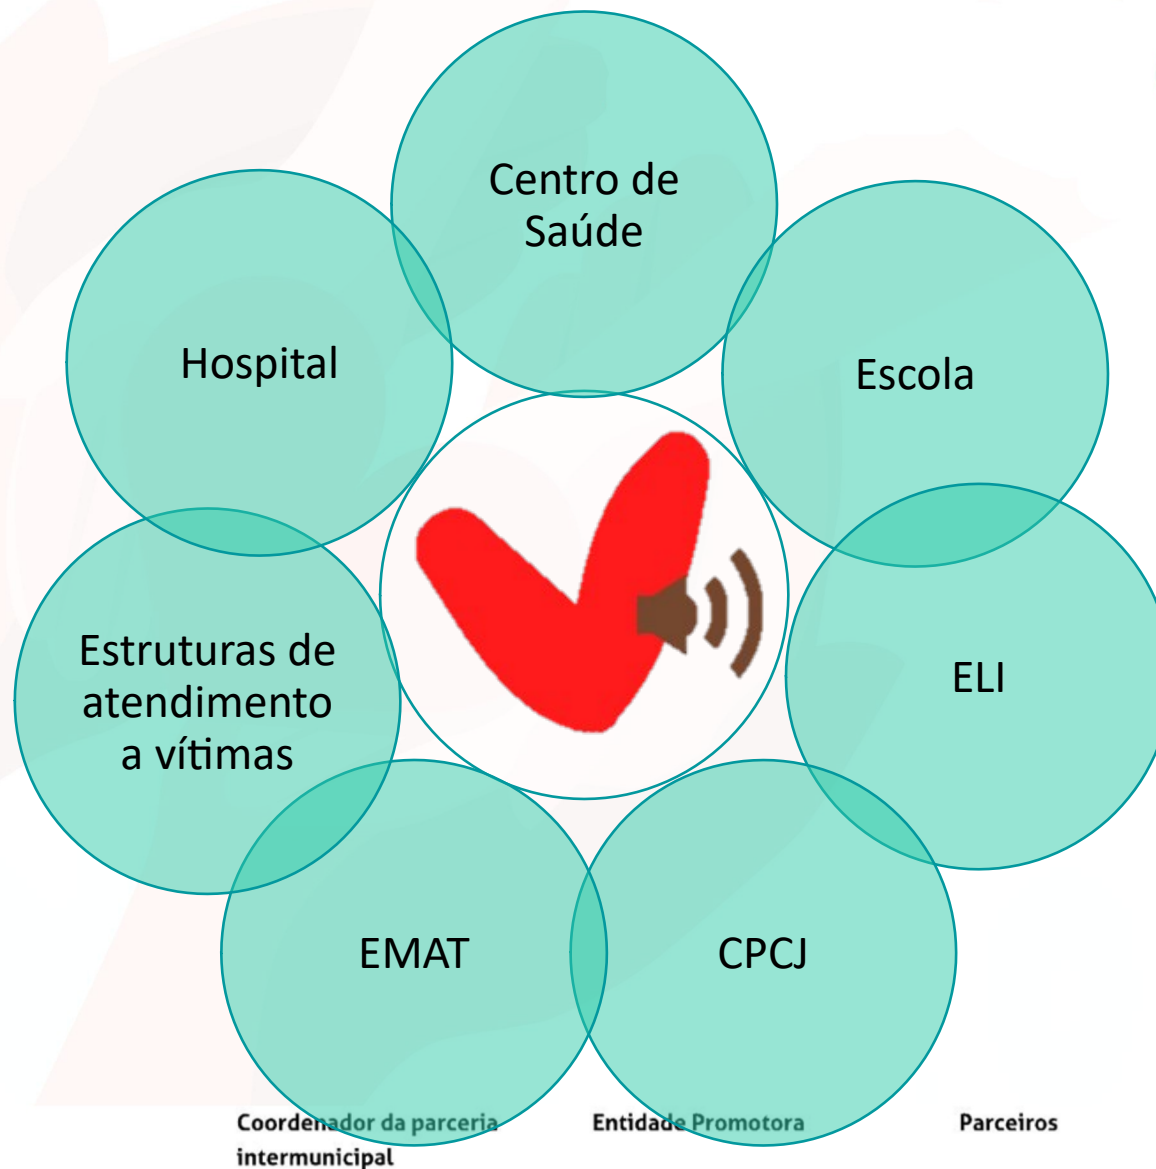 Centro de
Saúde
Hospital
Escola
Estruturas de
atendimento
a vítimas
ELI
EMAT
CPCJ
Coordenador da parceria
intermunicipal
Entidade Promotora
Parceiros